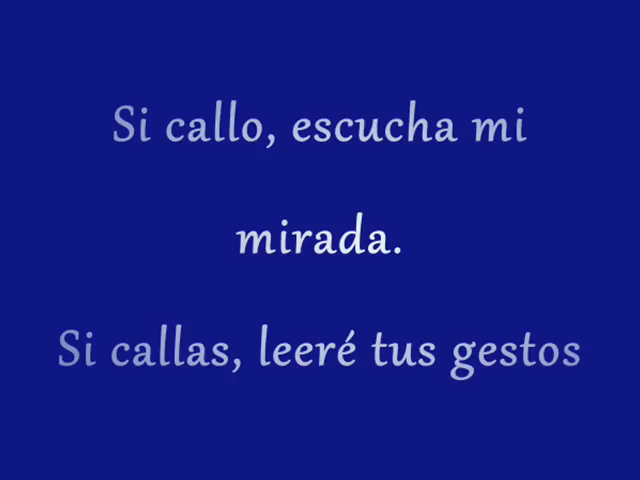 Si callo, escucha mi
mirada.
Si callas, leeré tus gestos